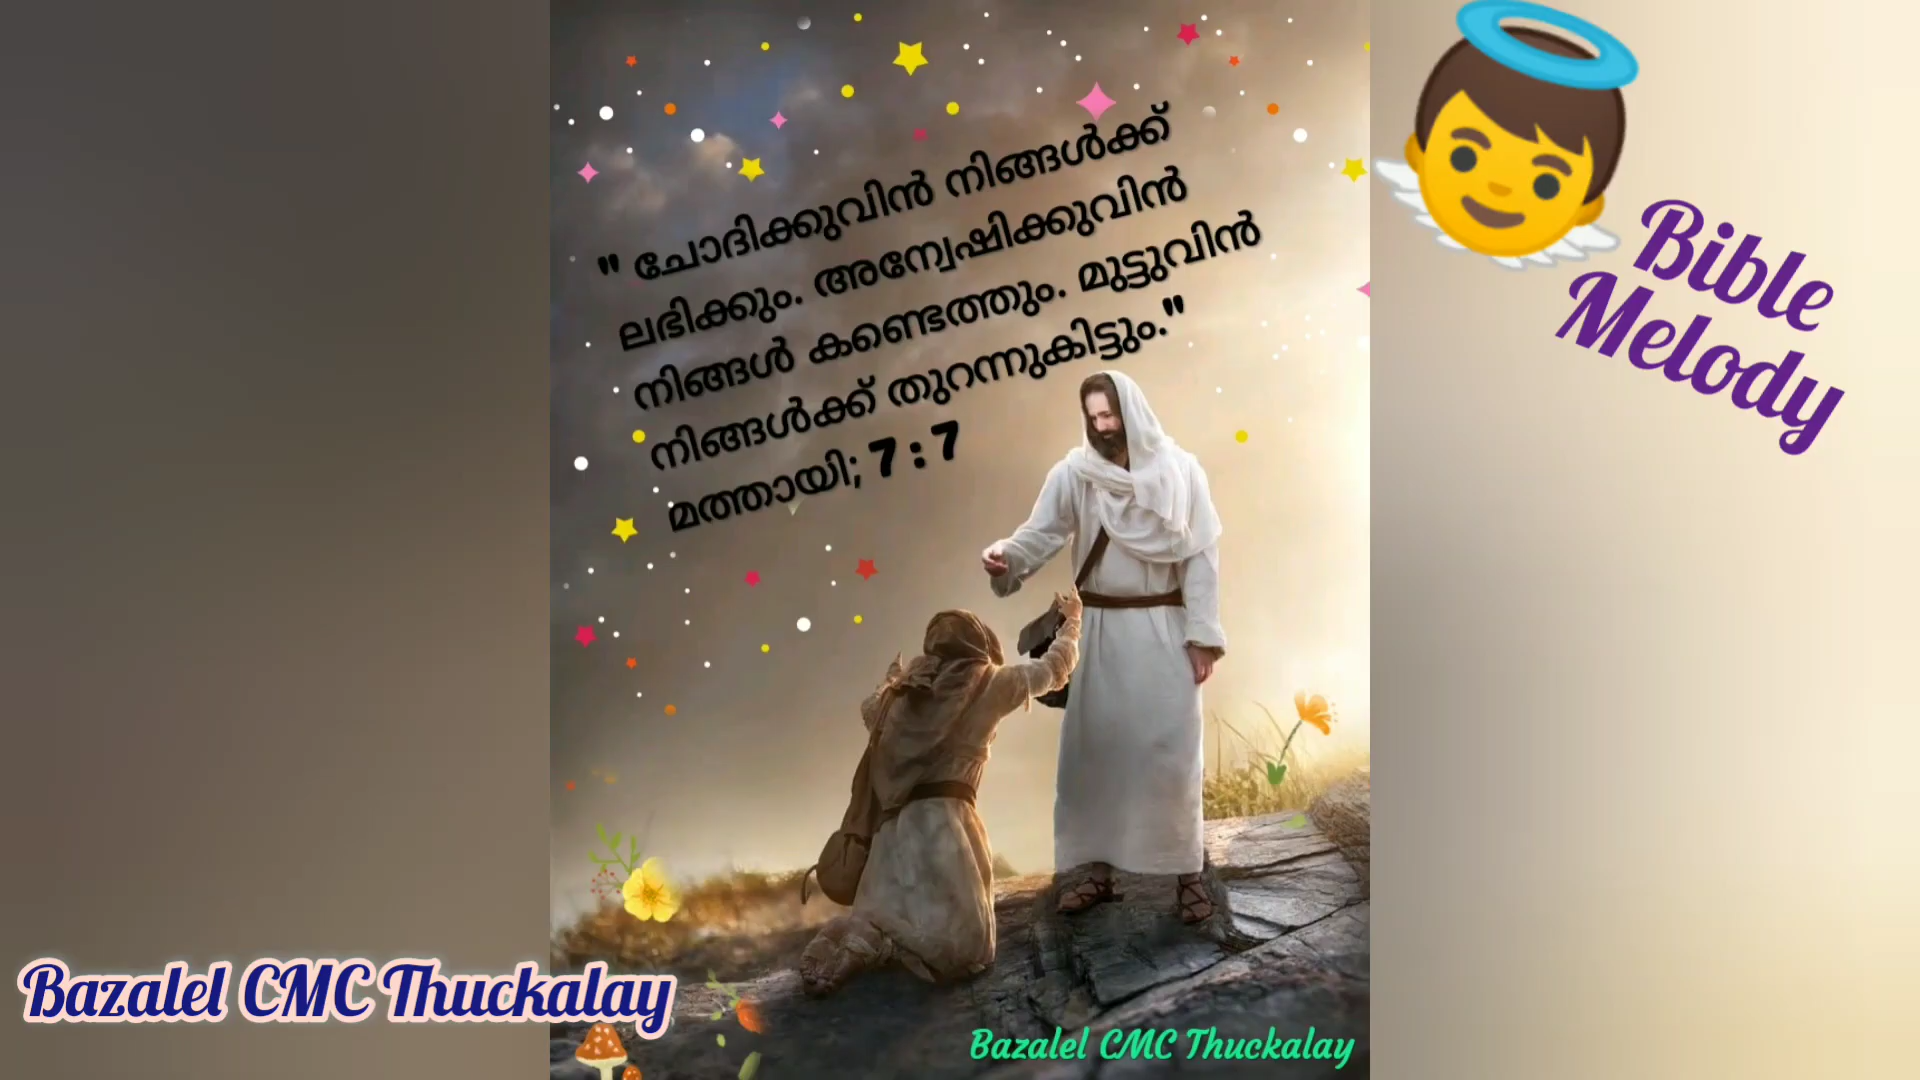 " ചോദിക്കുവിൻ നിങ്ങൾക്ക്
ലഭിക്കും. അന്വേഷിക്കുവിൻ
നിങ്ങൾ കണ്ടെത്തും. മുട്ടുവിൻ
നിങ്ങൾക്ക് തുറന്നുകിട്ടും."
മത്തായി; 7 : 7
Bible
Melody
Bazalel CMC Thuckalay
Bazalel CMC Thuckalay